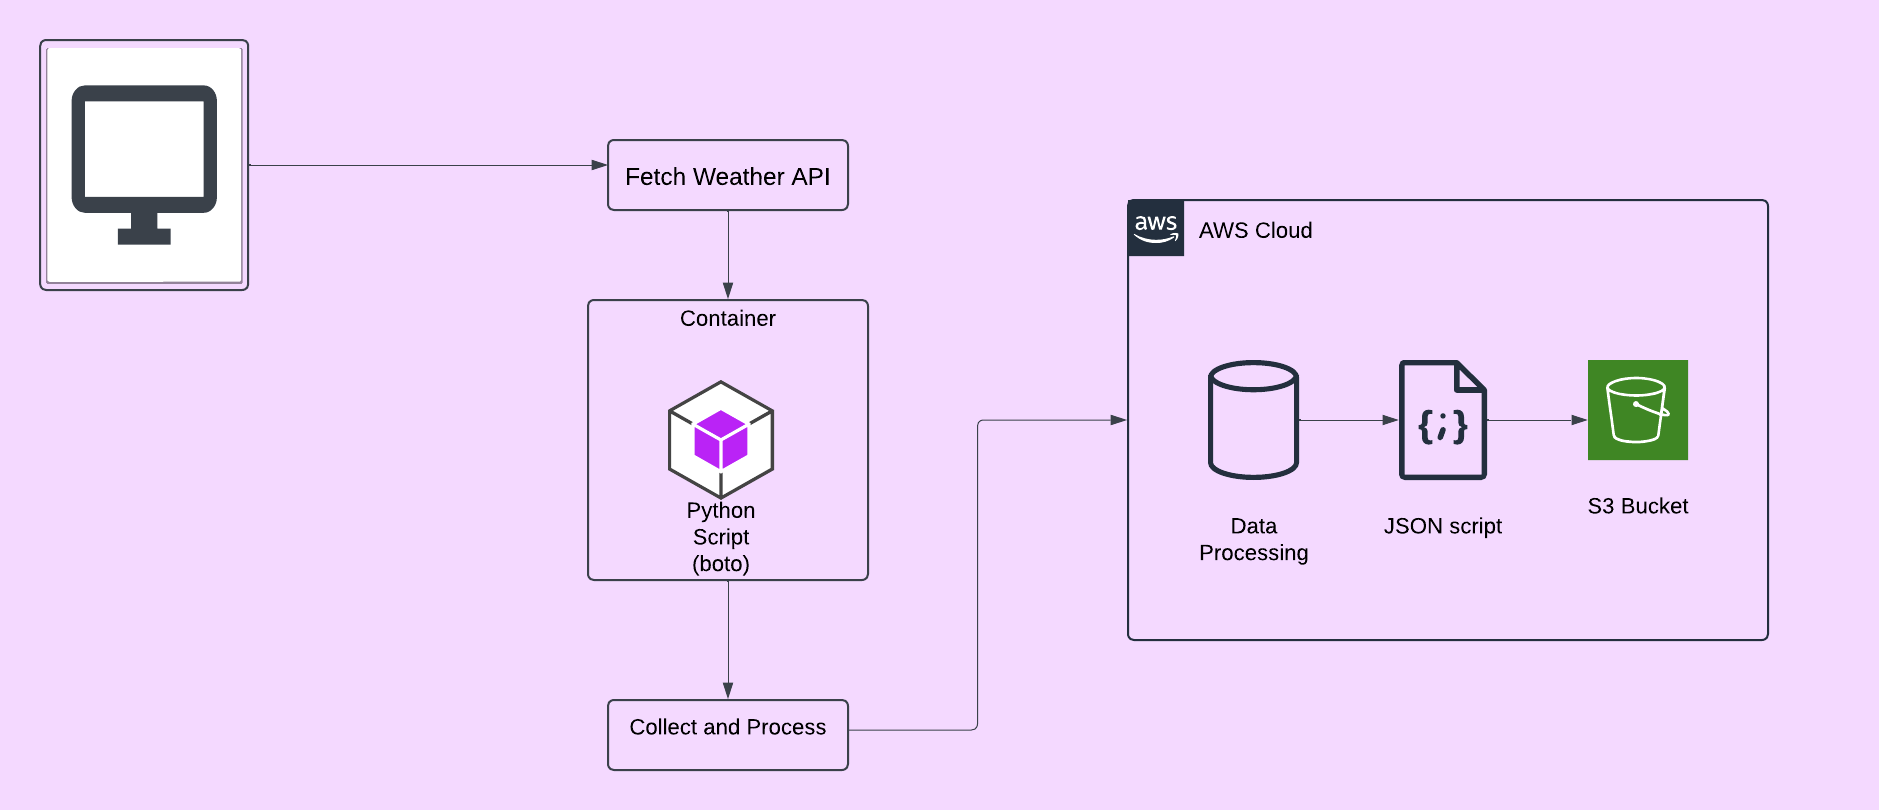 Fetch Weather API
Container
Python
Script
(boto)
Collect and Process
aws
AWS Cloud
Data
Processing
{;}
JSON script
S3 Bucket